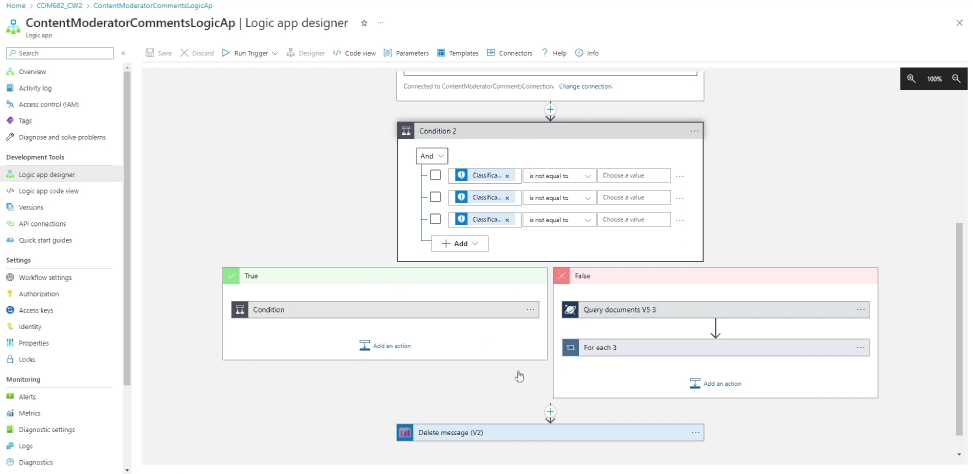 Home > COM682_CW2 > ContentModeratorCommentsLogicAp
ContentModeratorCommentsLogicAp | Logic app designer ☆ ...
Logic app
Search
«
Save Discard Run Trigger Designer Code view Parameters Templates Connectors Help Info
Overview
Activity log
Access control (IAM)
Tags
Diagnose and solve problems
Development Tools
Logic app designer
Logic app code view
Versions
API connections
Quick start guides
Settings
Workflow settings
Authorization
Access keys
Identity
Properties
Locks
Monitoring
Alerts
Metrics
Diagnostic settings
Logs
Diagnostics
100%
Connected to ContentModeratorCommentsConnection. Change connection.
Condition 2 ...
And
Classifica... x is not equal to Choose a value ...
Classifica... x is not equal to Choose a value ...
Classifica... x is not equal to Choose a value ...
Add
True
Condition ...
Add an action
False
Query documents V5 3 ...
For each 3 ...
Add an action
Delete message (V2) ...